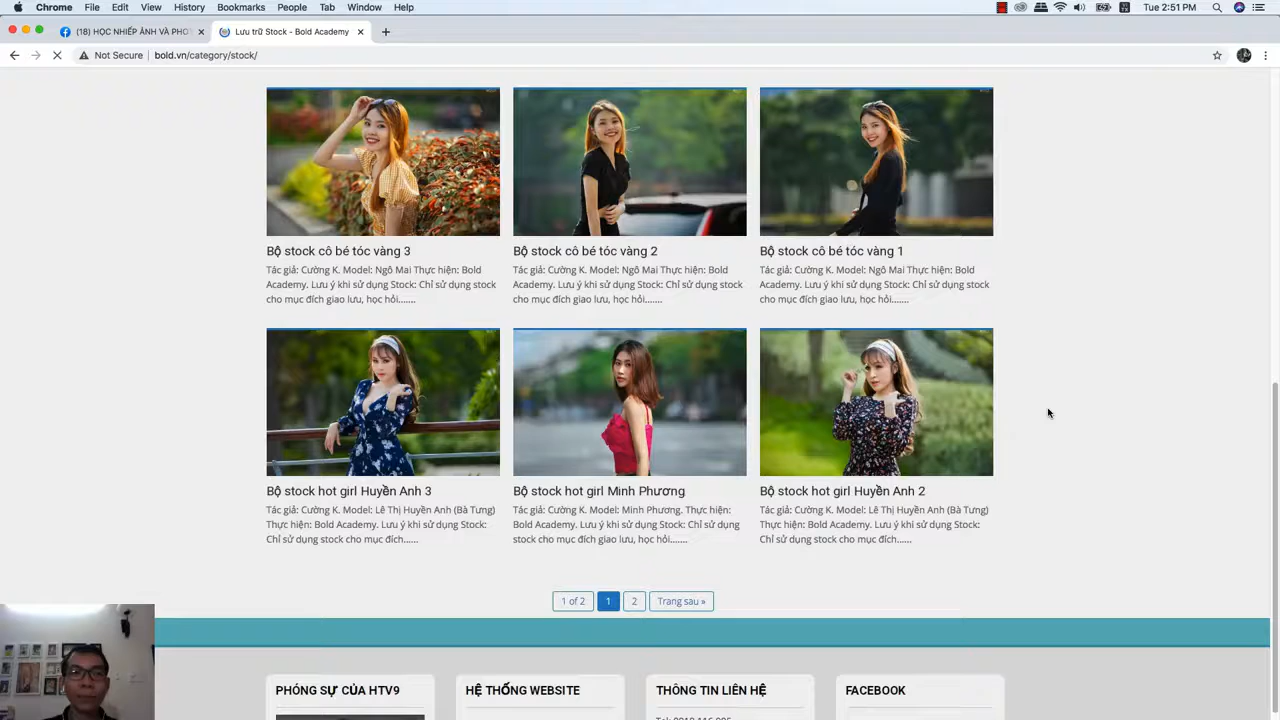 Chrome File Edit View History Bookmarks People Tab Window Help Tue 2:51 PM
(18) HỌC NHIẾP ẢNH VÀ PHO
Lưu trữ Stock - Bold Academy
Not Secure bold.vn/category/stock/
Bộ stock cô bé tóc vàng 3
Tác giả: Cường K. Model: Ngô Mai Thực hiện: Bold
Academy. Lưu ý khi sử dụng Stock: Chỉ sử dụng stock
cho mục đích giao lưu, học hỏi.......
Bộ stock cô bé tóc vàng 2
Tác giả: Cường K. Model: Ngô Mai Thực hiện: Bold
Academy. Lưu ý khi sử dụng Stock: Chỉ sử dụng stock
cho mục đích giao lưu, học hỏi.......
Bộ stock cô bé tóc vàng 1
Tác giả: Cường K. Model: Ngô Mai Thực hiện: Bold
Academy. Lưu ý khi sử dụng Stock: Chỉ sử dụng stock
cho mục đích giao lưu, học hỏi.......
Bộ stock hot girl Huyền Anh 3
Tác giả: Cường K. Model: Lê Thị Huyền Anh (Bà Tưng)
Thực hiện: Bold Academy. Lưu ý khi sử dụng Stock:
Chỉ sử dụng stock cho mục đích......
Bộ stock hot girl Minh Phương
Tác giả: Cường K. Model: Minh Phương. Thực hiện:
Bold Academy. Lưu ý khi sử dụng Stock: Chỉ sử dụng
stock cho mục đích giao lưu, học hỏi.......
Bộ stock hot girl Huyền Anh 2
Tác giả: Cường K. Model: Lê Thị Huyền Anh (Bà Tưng)
Thực hiện: Bold Academy. Lưu ý khi sử dụng Stock:
Chỉ sử dụng stock cho mục đích......
1 of 2 1 2 Trang sau »
PHÓNG SỰ CỦA HTV9
HỆ THỐNG WEBSITE
THÔNG TIN LIÊN HỆ
FACEBOOK